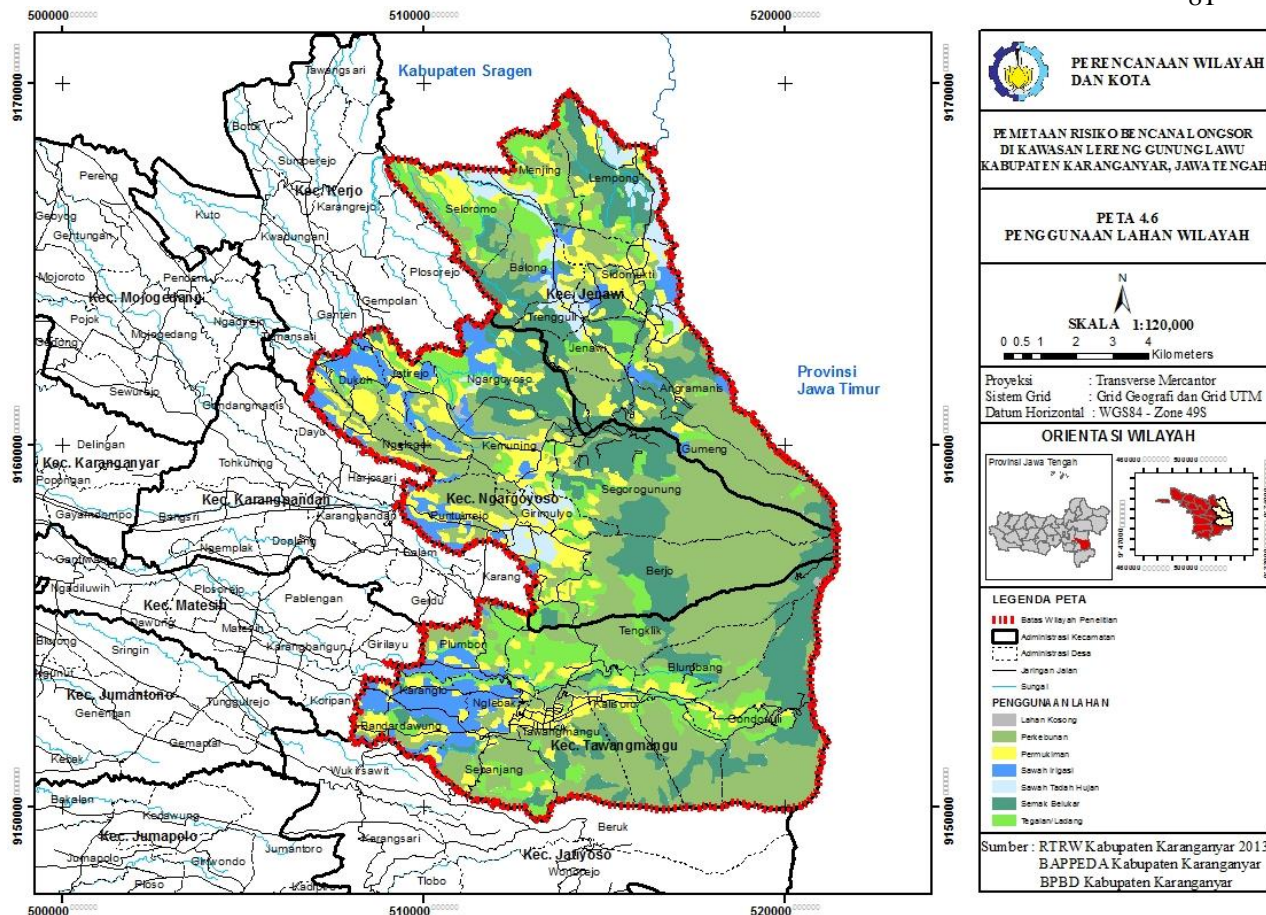 81
500000
510000
520000
9170000
9160000
9150000
9170000
9160000
9150000
500000
510000
520000
Kabupaten Sragen
Provinsi
Jawa Timur
Tawangsari
Botok
Sumberejo
Kec. Kerjo
Karangrejo
Pereng
Kuto
Kwadungan
Gentungan
Mojoroto
Kec. Mojogedang
Pendem
Plosorejo
Gempolan
Ganten
Pojok
Mojogedang
Ngadirejo
Sewurejo
Gondangmanis
Dayu
Delingan
Kec. Karanganyar
Popongan
Tohkuning
Harjosari
Kec. Karangpandan
Karangpandan
Bangsri
Doplang
Ngemplak
Salam
Karang
Gerdu
Ngadiluwih
Plosorejo
Kec. Matesih
Pablengan
Dawung
Matesih
Sringin
Karangbangun
Girilayu
Kec. Jumantono
Genengan
Tunggulrejo
Koripan
Gemantar
Kebak
Wukirsawit
Bakalan
Kedawung
Kec. Jumapolo
Jumantoro
Karangsari
Beruk
Kec. Jatiyoso
Wonorejo
Jumapolo
Giriwondo
Ploso
Tlobo
Menjing
Lempong
Seloromo
Balong
Sidomukti
Kec. Jenawi
Trengguli
Jenawi
Anggramanis
Gumeng
Dukuh
Jatirejo
Ngargoyoso
Nglegok
Kemuning
Segorogunung
Kec. Ngargoyoso
Puntukrejo
Girimulyo
Berjo
Tengklik
Plumbon
Blumbang
Karanglo
Nglebak
Kalisoro
Gondosuli
Bandardawung
Tawangmangu
Kec. Tawangmangu
Sepanjang
PERENCANAAN WILAYAH
DAN KOTA
PEMETAAN RISIKO BENCANA LONGSOR
DI KAWASAN LERENG GUNUNG LAWU
KABUPATEN KARANGANYAR, JAWA TENGAH
PETA 4.6
PENGGUNAAN LAHAN WILAYAH
N
SKALA 1:120,000
0 0.5 1 2 3 4
Kilometers
Proyeksi : Transverse Mercantor
Sistem Grid : Grid Geografi dan Grid UTM
Datum Horizontal : WGS84 - Zone 49S
ORIENTASI WILAYAH
Provinsi Jawa Tengah
LEGENDA PETA
Batas Wilayah Penelitian
Administrasi Kecamatan
Administrasi Desa
Jaringan Jalan
Sungai
PENGGUNAAN LAHAN
Lahan Kosong
Perkebunan
Permukiman
Sawah Irigasi
Sawah Tadah Hujan
Semak Belukar
Tegalan/Ladang
Sumber : RTRW Kabupaten Karanganyar 2013
BAPPEDA Kabupaten Karanganyar
BPBD Kabupaten Karanganyar